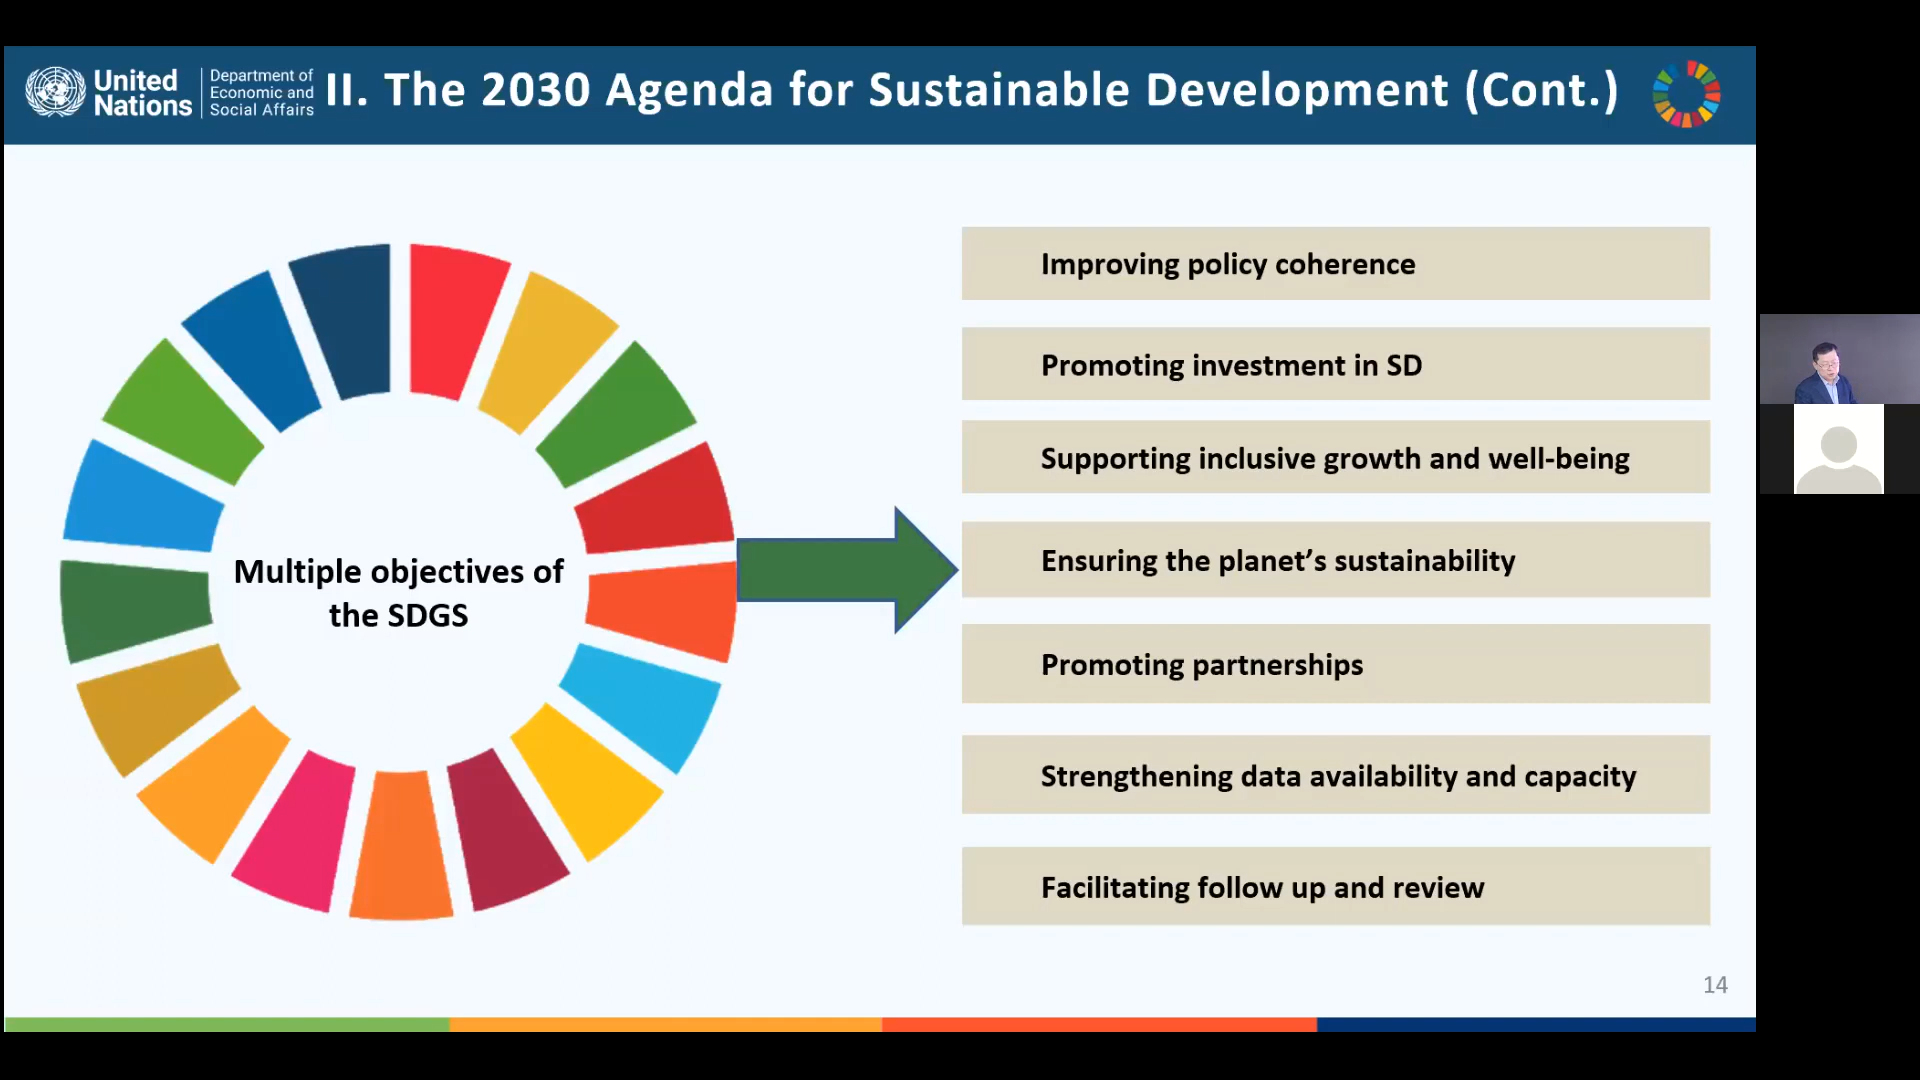 United
Nations
Department of
Economic and
Social Affairs
II. The 2030 Agenda for Sustainable Development (Cont.)
Multiple objectives of
the SDGS
Improving policy coherence
Promoting investment in SD
Supporting inclusive growth and well-being
Ensuring the planet’s sustainability
Promoting partnerships
Strengthening data availability and capacity
Facilitating follow up and review
14